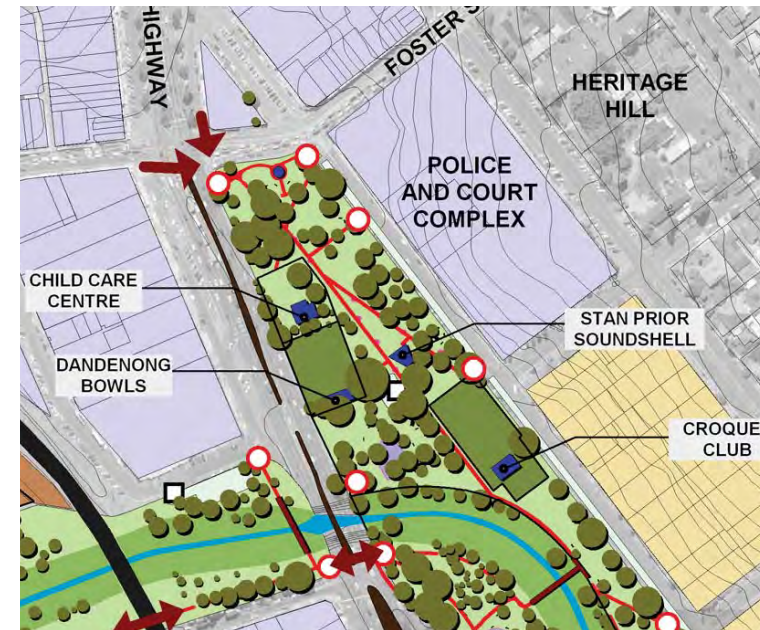 HIGHWAY
FOSTER S
HERITAGE
HILL
POLICE
AND COURT
COMPLEX
CHILD CARE
CENTRE
STAN PRIOR
SOUNDSHELL
DANDENONG
BOWLS
CROQUE
CLUB